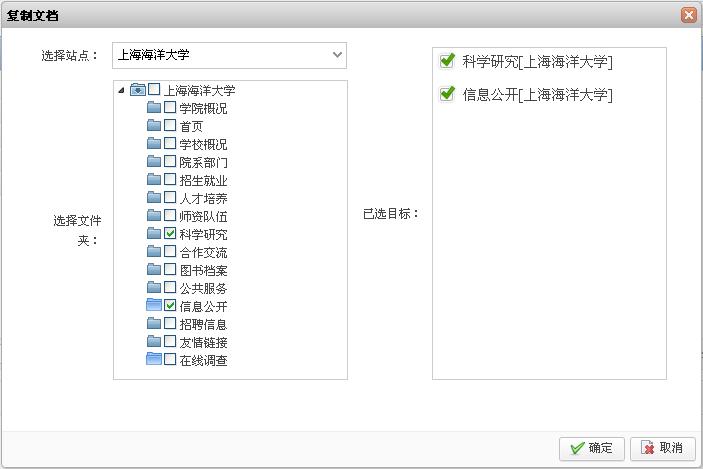 复制文档
选择站点：
上海海洋大学
上海海洋大学
学院概况
首页
学校概况
院系部门
招生就业
人才培养
师资队伍
科学研究
合作交流
图书档案
公共服务
信息公开
招聘信息
友情链接
在线调查
选择文件
夹：
已选目标：
科学研究[上海海洋大学]
信息公开[上海海洋大学]
确定
取消